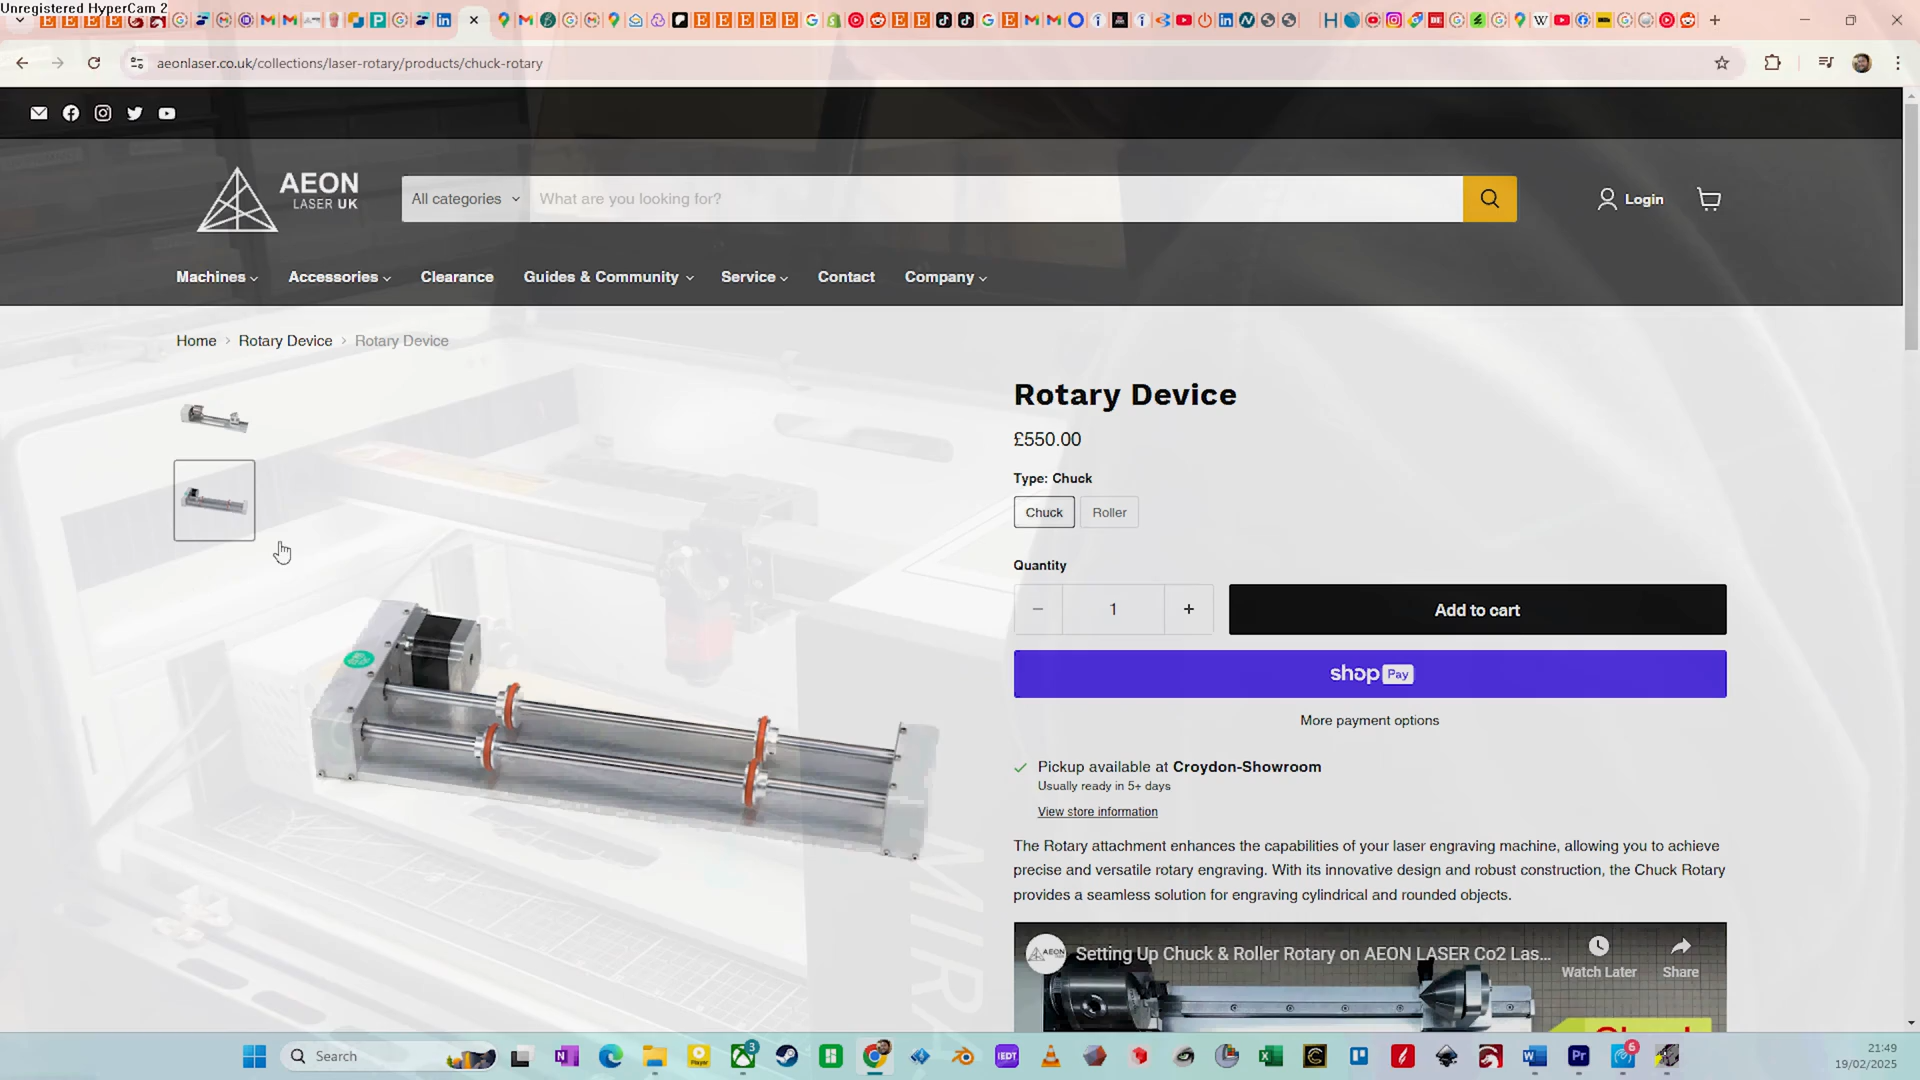 Unregistered HyperCam 2
aeonlaser.co.uk/collections/laser-rotary/products/chuck-rotary
AEON
LASER UK
All categories
What are you looking for?
Login
Machines
Accessories
Clearance
Guides & Community
Service
Contact
Company
Home › Rotary Device › Rotary Device
Rotary Device
£550.00
Type: Chuck
Chuck
Roller
Quantity
− 1 +
Add to cart
shop Pay
More payment options
Pickup available at Croydon-Showroom
Usually ready in 5+ days
View store information
The Rotary attachment enhances the capabilities of your laser engraving machine, allowing you to achieve
precise and versatile rotary engraving. With its innovative design and robust construction, the Chuck Rotary
provides a seamless solution for engraving cylindrical and rounded objects.
MIRA
AEON
Setting Up Chuck & Roller Rotary on AEON LASER Co2 Las...
Watch Later
Share
Search
3
6
21:49
19/02/2025